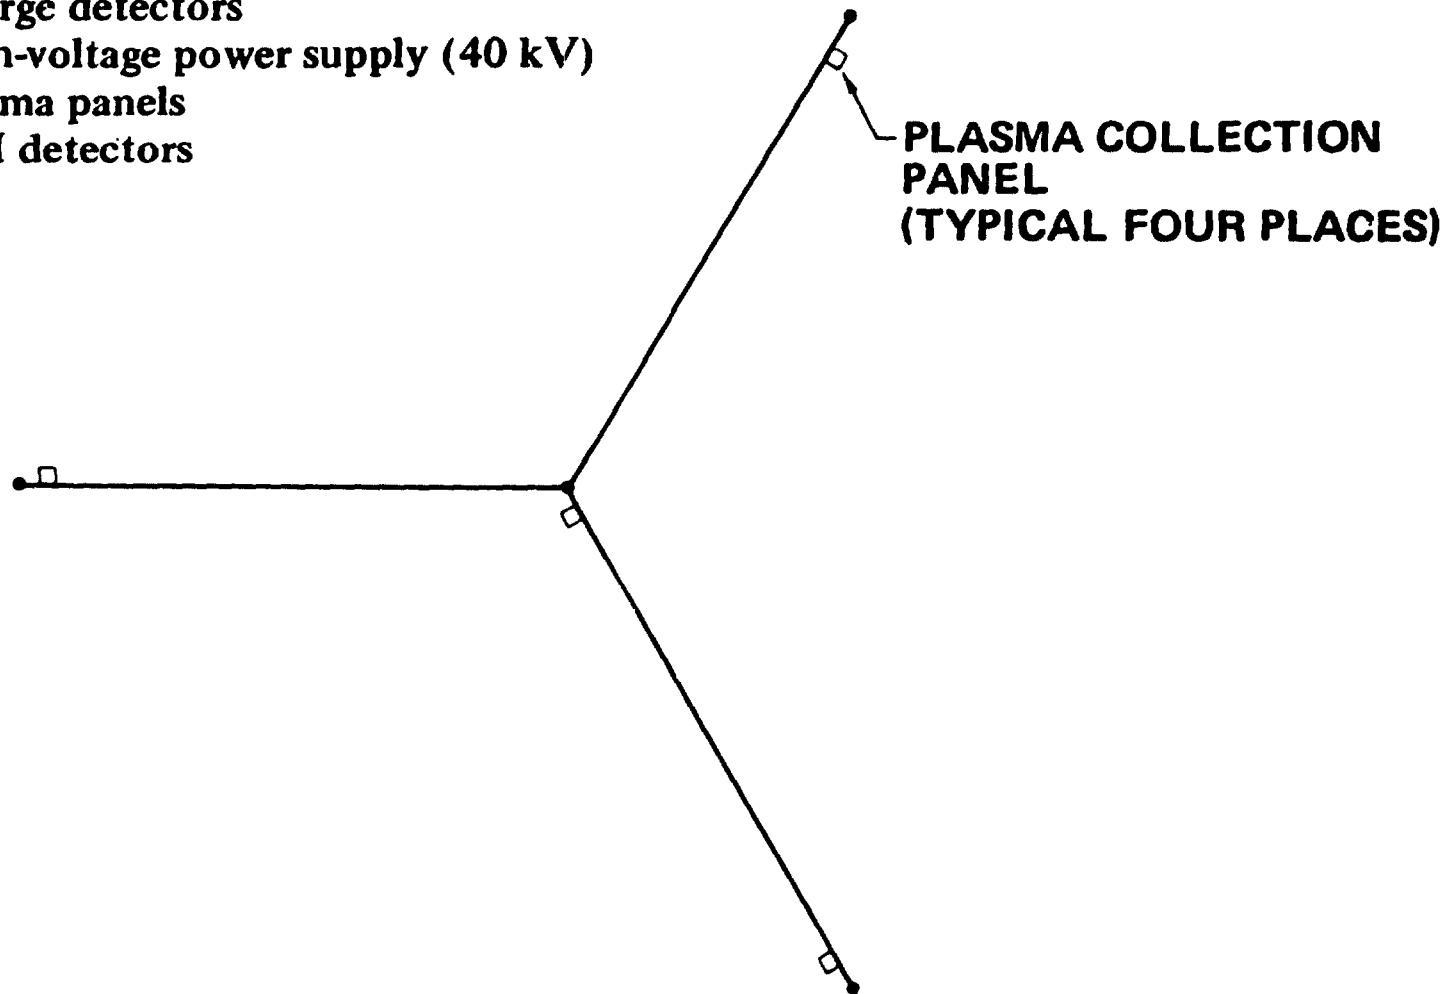 rge detectors
n-voltage power supply (40 kV)
ma panels
detectors
PLASMA COLLECTION
PANEL
(TYPICAL FOUR PLACES)